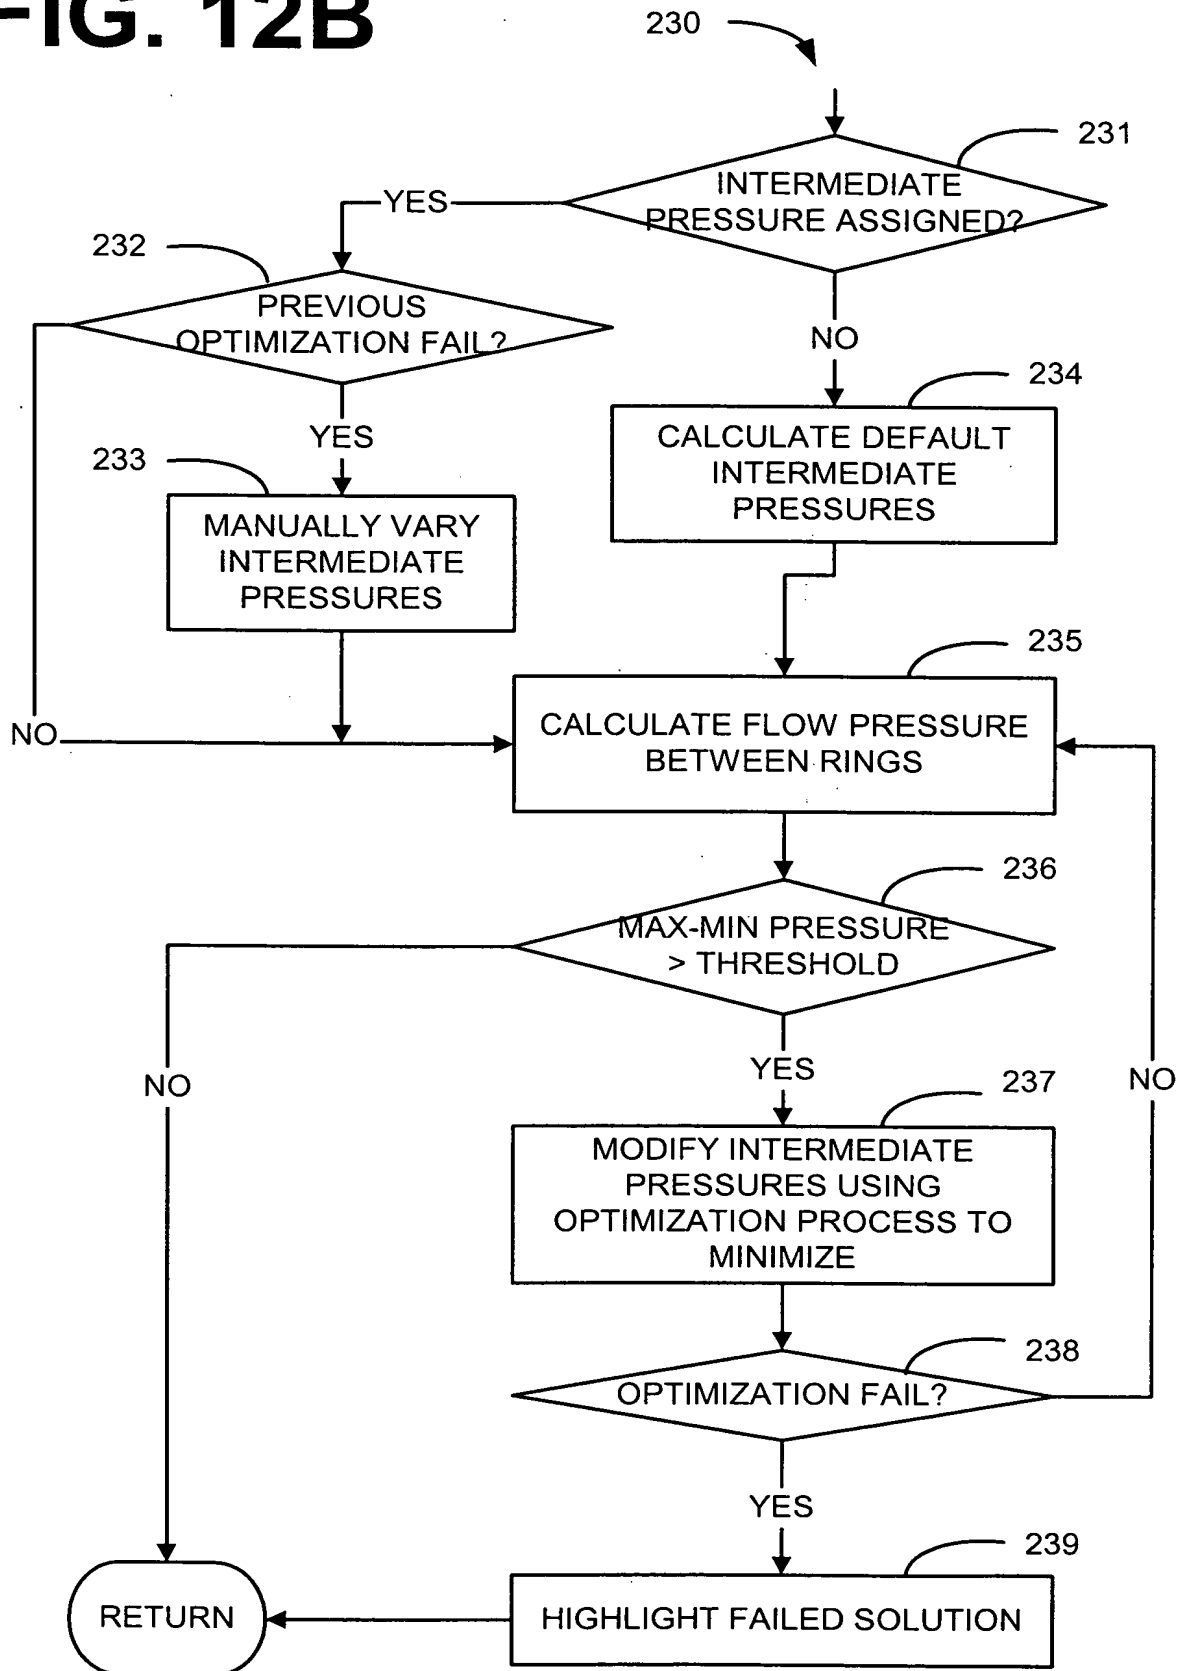 FIG. 12B
230
231
INTERMEDIATE
PRESSURE ASSIGNED?
YES
232
PREVIOUS
OPTIMIZATION FAIL?
NO
234
YES
233
CALCULATE DEFAULT
INTERMEDIATE
PRESSURES
MANUALLY VARY
INTERMEDIATE
PRESSURES
235
NO
CALCULATE FLOW PRESSURE
BETWEEN RINGS
236
MAX-MIN PRESSURE
> THRESHOLD
YES
NO
NO
237
MODIFY INTERMEDIATE
PRESSURES USING
OPTIMIZATION PROCESS TO
MINIMIZE
238
OPTIMIZATION FAIL?
YES
239
RETURN
HIGHLIGHT FAILED SOLUTION